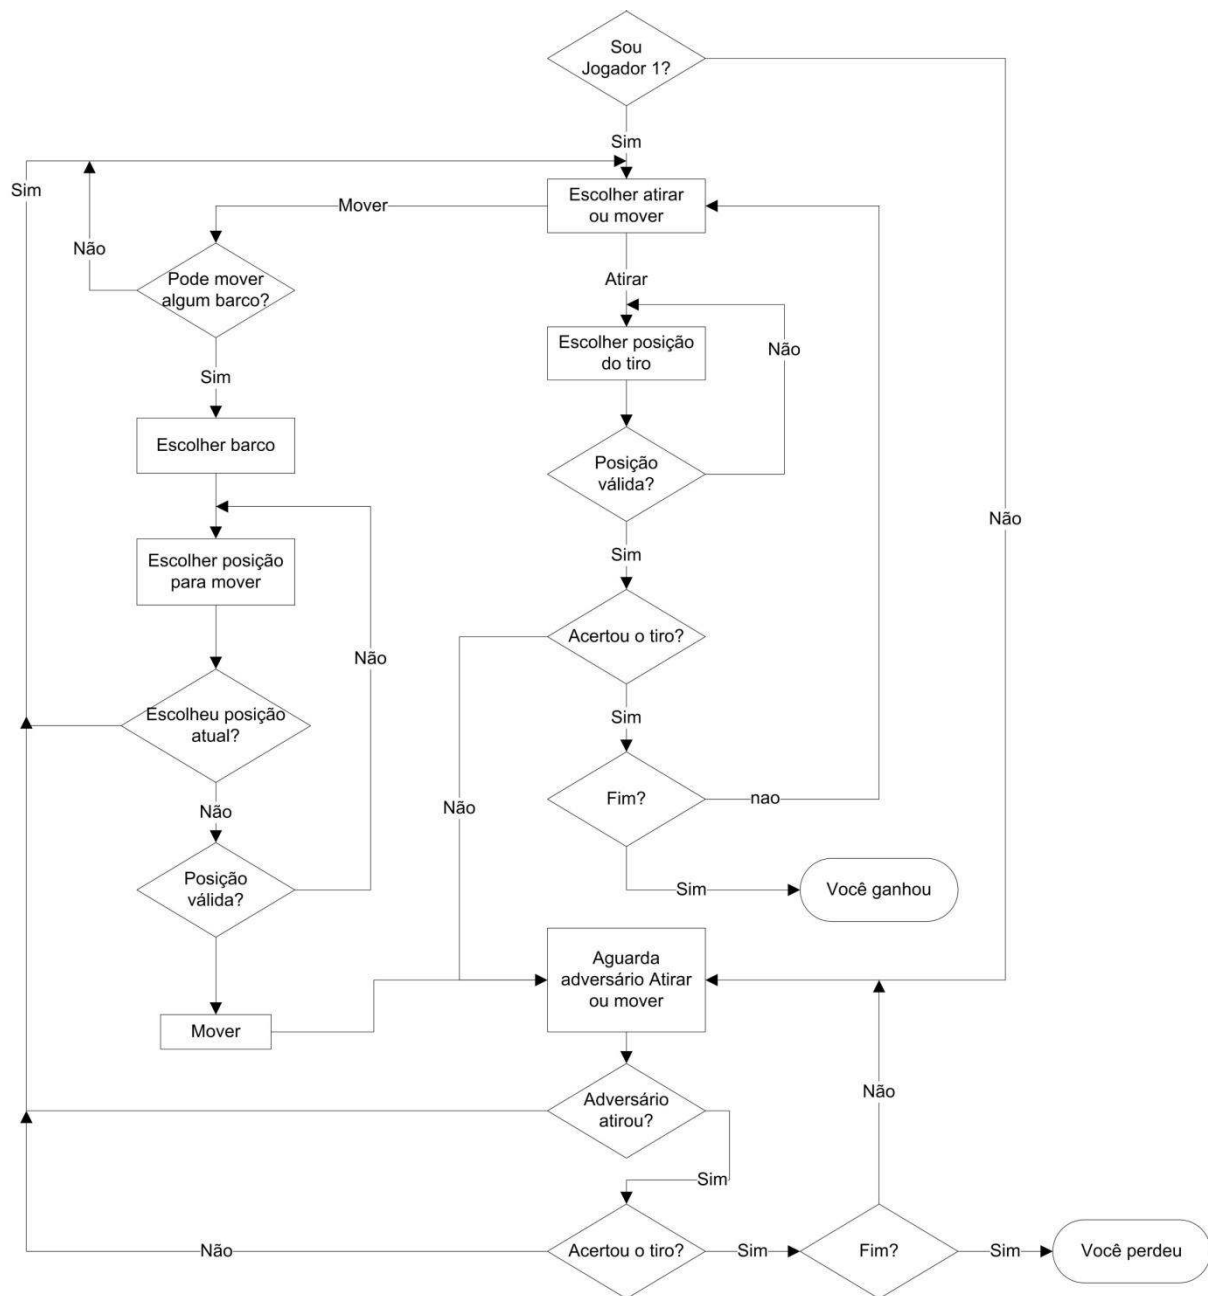 Sou
Jogador 1?
Sim
Sim
Escolher atirar
ou mover
Mover
Não
Pode mover
algum barco?
Atirar
Escolher posição
do tiro
Não
Sim
Escolher barco
Posição
válida?
Não
Escolher posição
para mover
Sim
Acertou o tiro?
Não
Escolheu posição
atual?
Sim
Fim?
nao
Não
Não
Posição
válida?
Sim
Você ganhou
Aguarda
adversário Atirar
ou mover
Mover
Não
Adversário
atirou?
Sim
Não
Acertou o tiro?
Sim
Fim?
Sim
Você perdeu